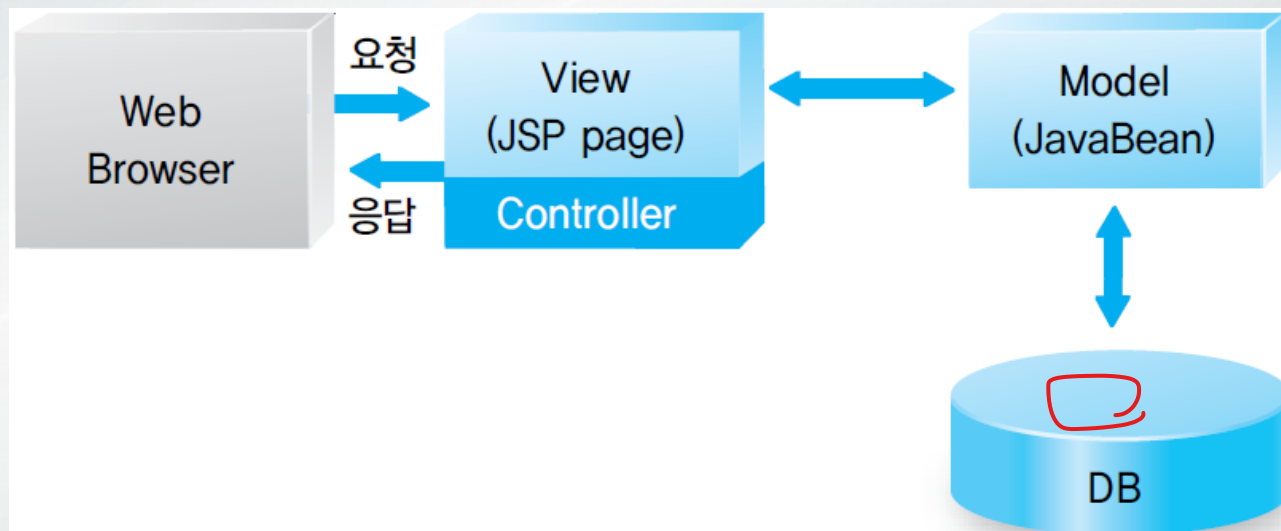 Web
Browser
요청
응답
View
(JSP page)
Controller
Model
(JavaBean)
DB